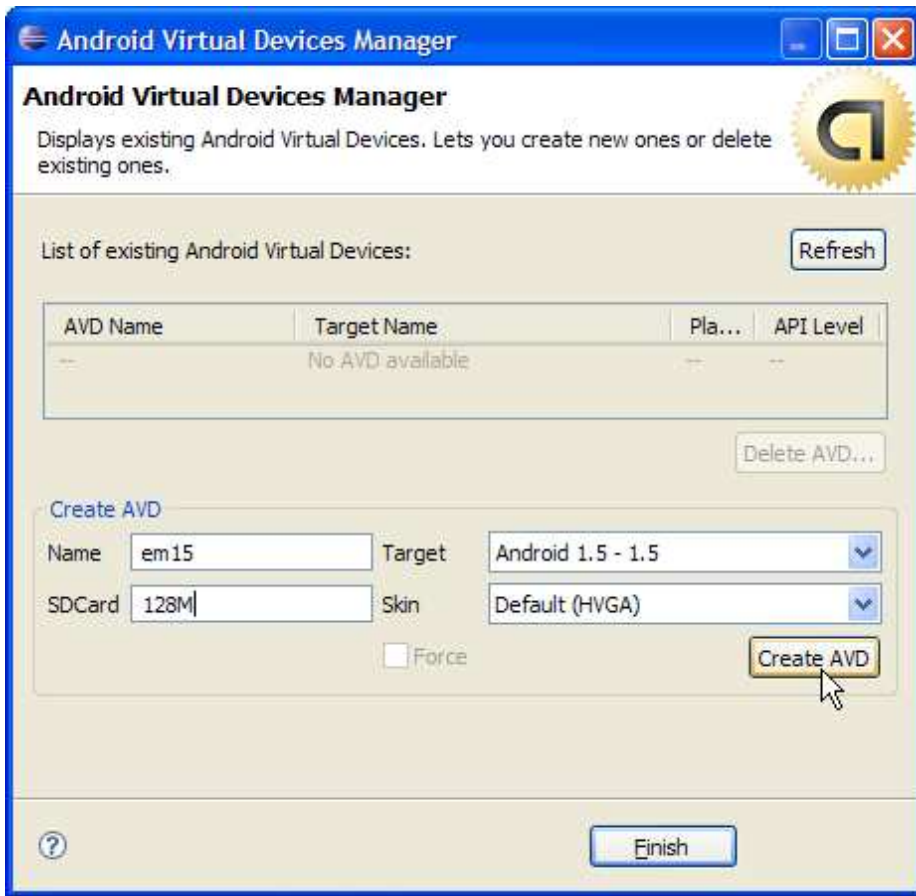 Android Virtual Devices Manager
Android Virtual Devices Manager
Displays existing Android Virtual Devices. Lets you create new ones or delete
existing ones.
List of existing Android Virtual Devices:
Refresh
AVD Name Target Name Pla... API Level
-- No AVD available -- --
Delete AVD...
Create AVD
Name em15 Target Android 1.5 - 1.5
SDCard 128M Skin Default (HVGA)
Force
Create AVD
?
Finish